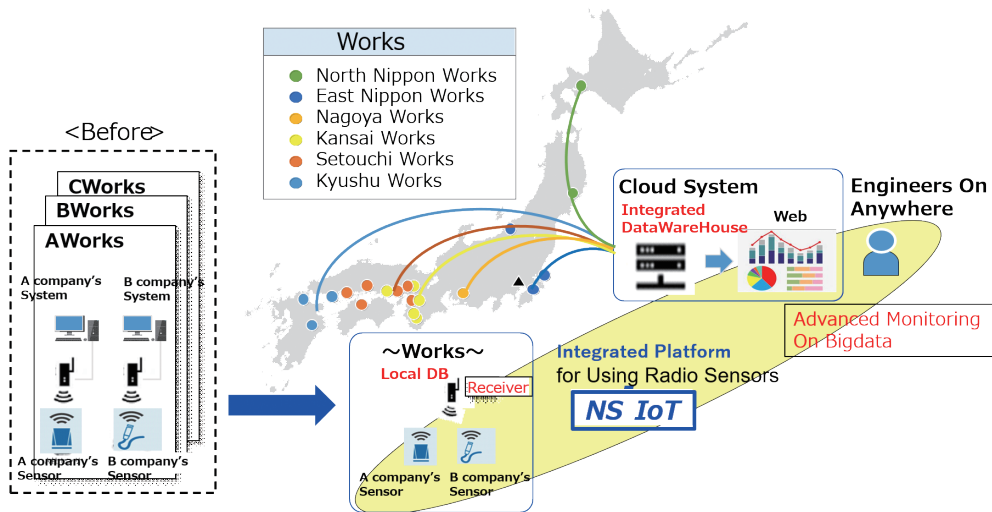 <Before>
CWorks
BWorks
AWorks
A company's
System
B company's
System
A company's
Sensor
B company's
Sensor
Works
North Nippon Works
East Nippon Works
Nagoya Works
Kansai Works
Setouchi Works
Kyushu Works
Cloud System
Integrated
DataWareHouse
Web
Engineers On
Anywhere
Advanced Monitoring
On Bigdata
～Works～
Local DB
Receiver
A company's
Sensor
B company's
Sensor
Integrated Platform
for Using Radio Sensors
NS IoT